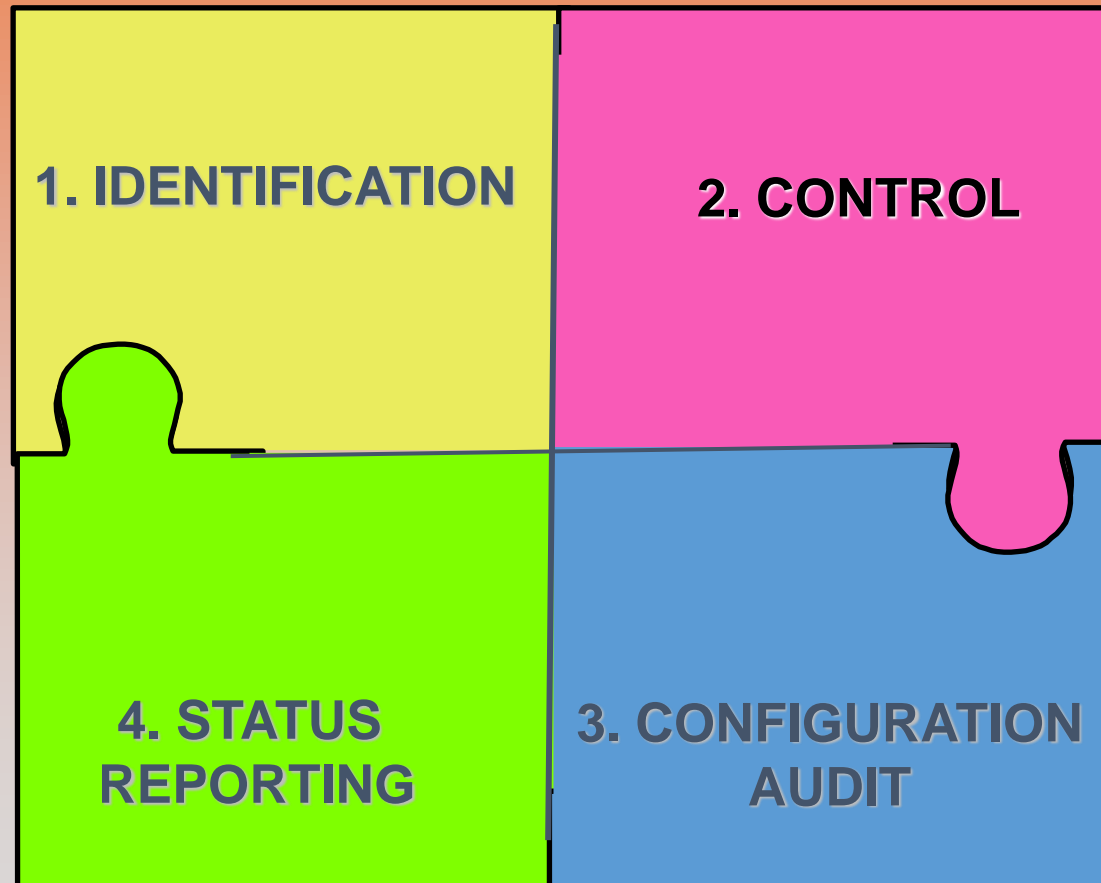 1. IDENTIFICATION
2. CONTROL
4. STATUS
REPORTING
3. CONFIGURATION
AUDIT